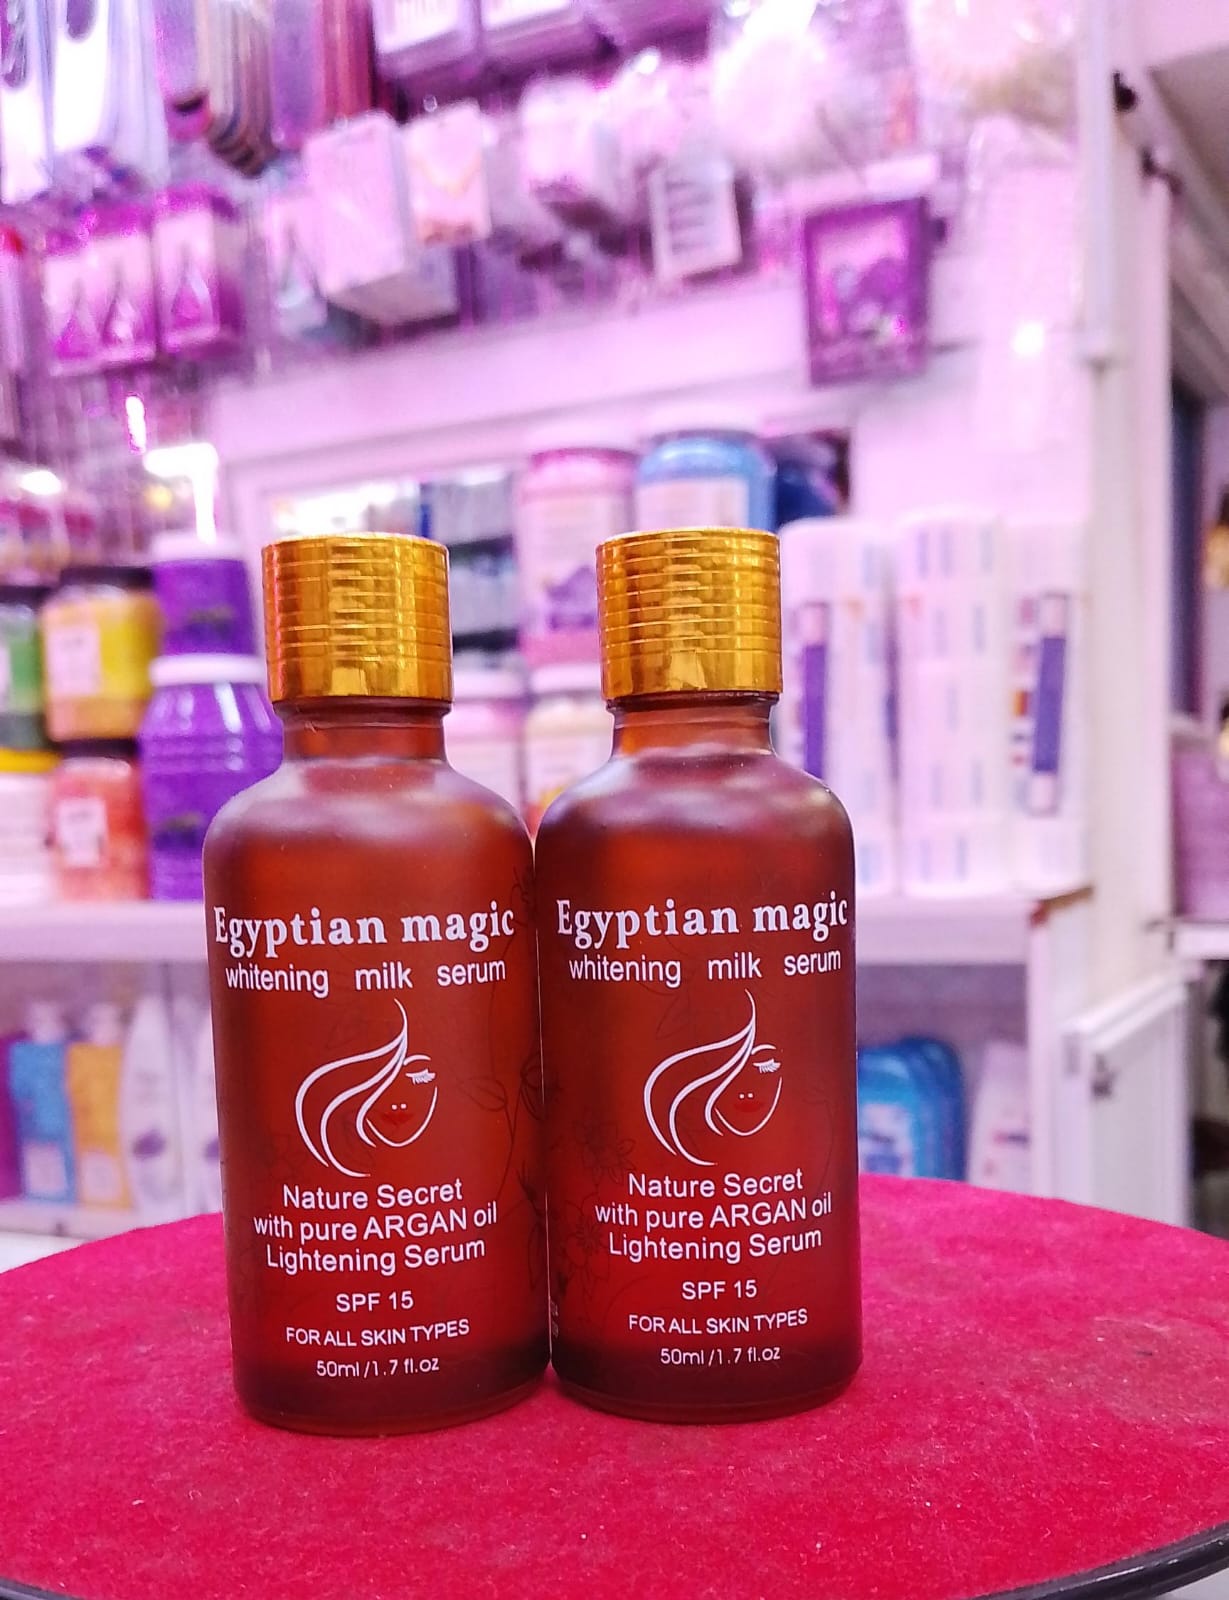 Egyptian magic
whitening milk serum
Nature Secret
with pure ARGAN oil
Lightening Serum
SPF 15
FOR ALL SKIN TYPES
50ml/1.7 fl.oz
Egyptian magic
whitening milk serum
Nature Secret
with pure ARGAN oil
Lightening Serum
SPF 15
FOR ALL SKIN TYPES
50ml/1.7 fl.oz